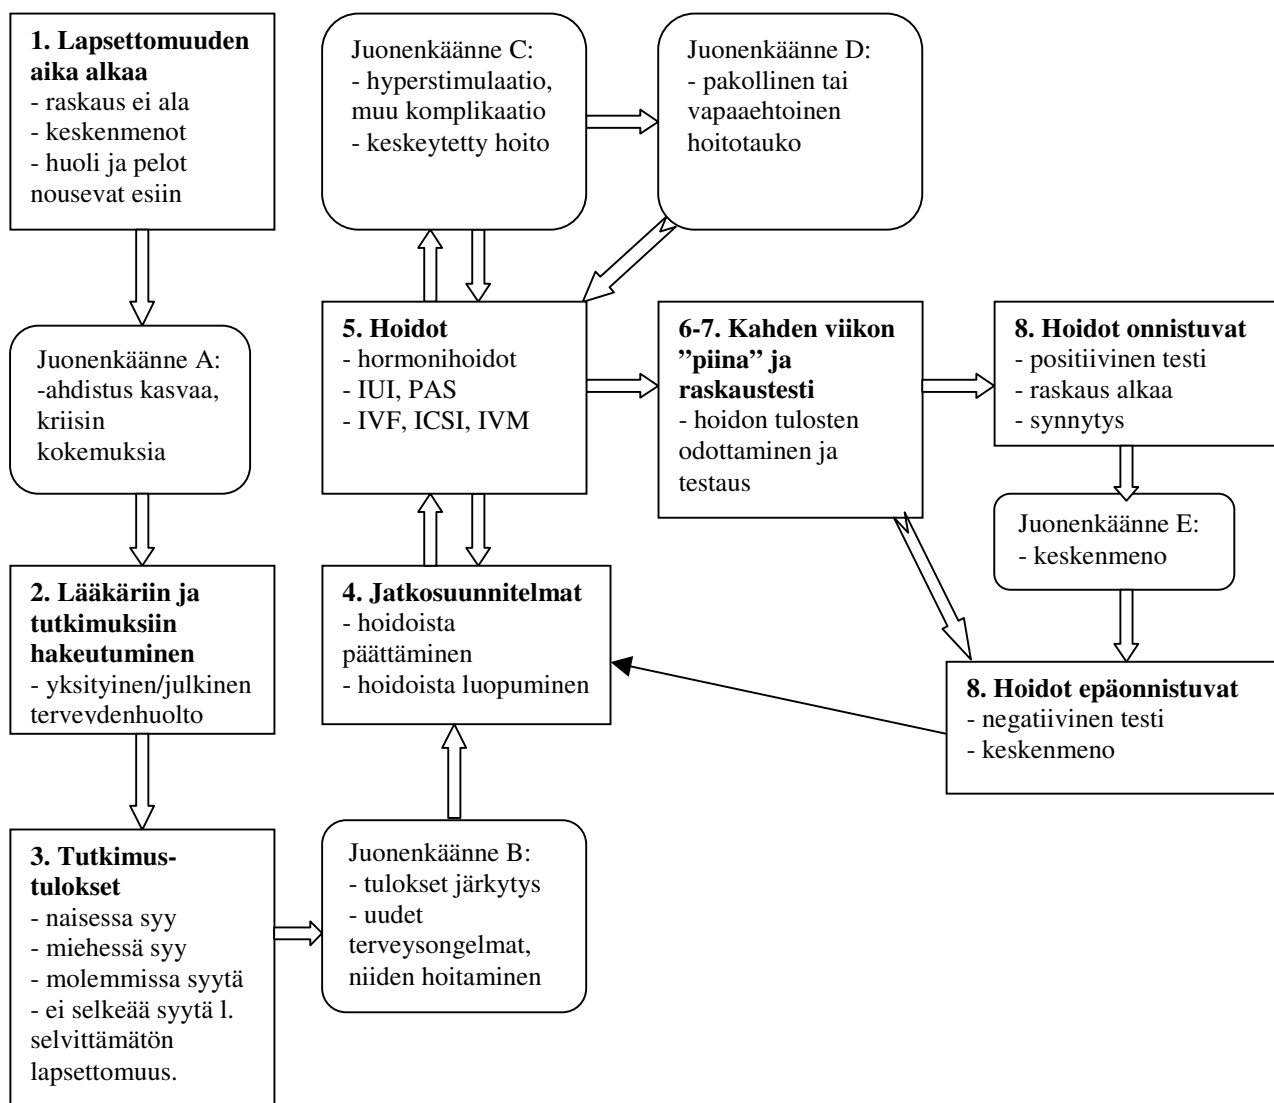 1. Lapsettomuuden
aika alkaa
- raskaus ei ala
- keskenmenot
- huoli ja pelot
nousevat esiin
Juonenkäänne A:
-ahdistus kasvaa,
kriisin
kokemuksia
2. Lääkäriin ja
tutkimuksiin
hakeutuminen
- yksityinen/julkinen
terveydenhuolto
3. Tutkimus-
tulokset
- naisessa syy
- miehessä syy
- molemmissa syytä
- ei selkeää syytä l.
selvittämätön
lapsettomuus.
Juonenkäänne B:
- tulokset järkytys
- uudet
terveysongelmat,
niiden hoitaminen
4. Jatkosuunnitelmat
- hoidoista
päättäminen
- hoidoista luopuminen
5. Hoidot
- hormonihoidot
- IUI, PAS
- IVF, ICSI, IVM
Juonenkäänne C:
- hyperstimulaatio,
muu komplikaatio
- keskeytetty hoito
Juonenkäänne D:
- pakollinen tai
vapaaehtoinen
hoitotauko
6-7. Kahden viikon
”piina” ja
raskaustesti
- hoidon tulosten
odottaminen ja
testaus
8. Hoidot onnistuvat
- positiivinen testi
- raskaus alkaa
- synnytys
Juonenkäänne E:
- keskenmeno
8. Hoidot epäonnistuvat
- negatiivinen testi
- keskenmeno